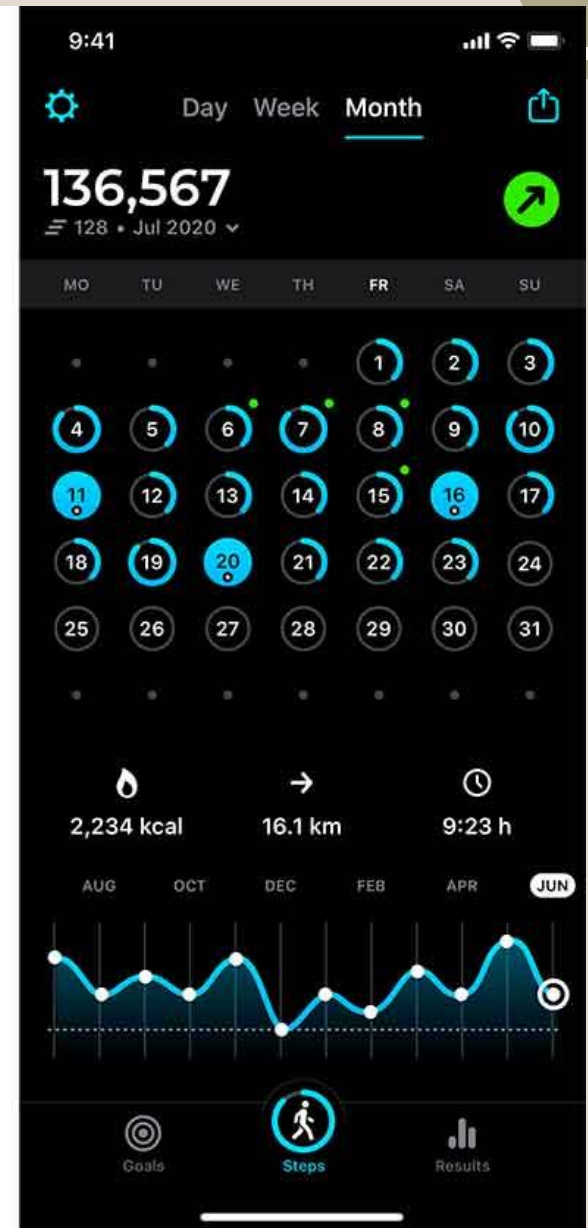 9:41
Day Week Month
136,567
128 • Jul 2020
MO TU WE TH FR SA SU
1 2 3
4 5 6 7 8 9 10
11 12 13 14 15 16 17
18 19 20 21 22 23 24
25 26 27 28 29 30 31
2,234 kcal 16.1 km 9:23 h
AUG OCT DEC FEB APR JUN
Goals Steps Results